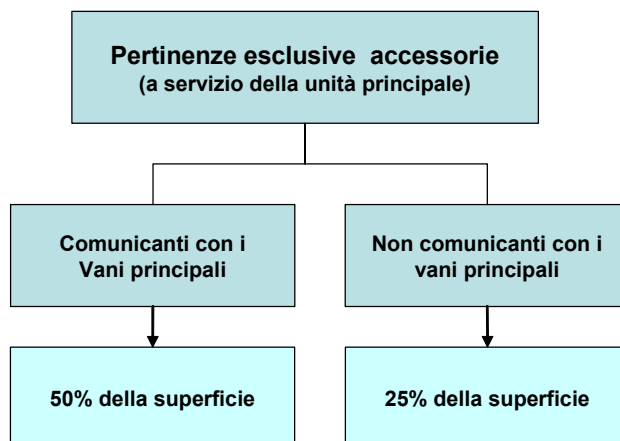 Pertinenze esclusive accessorie
(a servizio della unità principale)
Comunicanti con i
Vani principali
Non comunicanti con i
vani principali
50% della superficie
25% della superficie